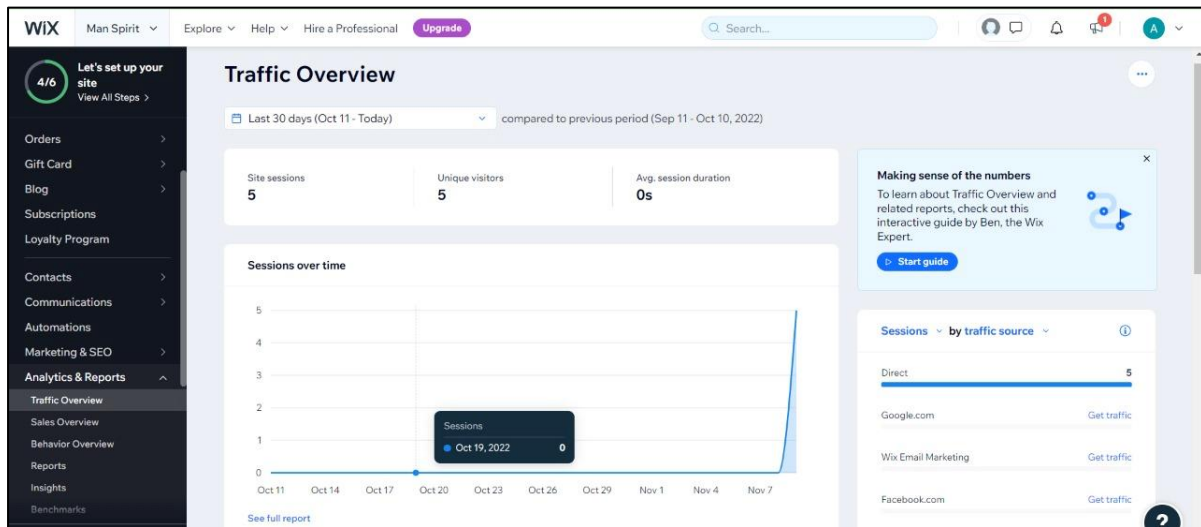 WiX
Man Spirit
Explore
Help
Hire a Professional
Upgrade
Search...
1
A
4/6
Let's set up your
site
View All Steps >
Orders
Gift Card
Blog
Subscriptions
Loyalty Program
Contacts
Communications
Automations
Marketing & SEO
Analytics & Reports
Traffic Overview
Sales Overview
Behavior Overview
Reports
Insights
Benchmarks
Traffic Overview
Last 30 days (Oct 11 - Today)
compared to previous period (Sep 11 - Oct 10, 2022)
Site sessions
5
Unique visitors
5
Avg. session duration
0s
Sessions over time
5
4
3
2
1
0
Sessions
Oct 19, 2022 0
Oct 11 Oct 14 Oct 17 Oct 20 Oct 23 Oct 26 Oct 29 Nov 1 Nov 4 Nov 7
See full report
Making sense of the numbers
To learn about Traffic Overview and
related reports, check out this
interactive guide by Ben, the Wix
Expert.
Start guide
Sessions by traffic source
Direct 5
Google.com Get traffic
Wix Email Marketing Get traffic
Facebook.com Get traffic
?